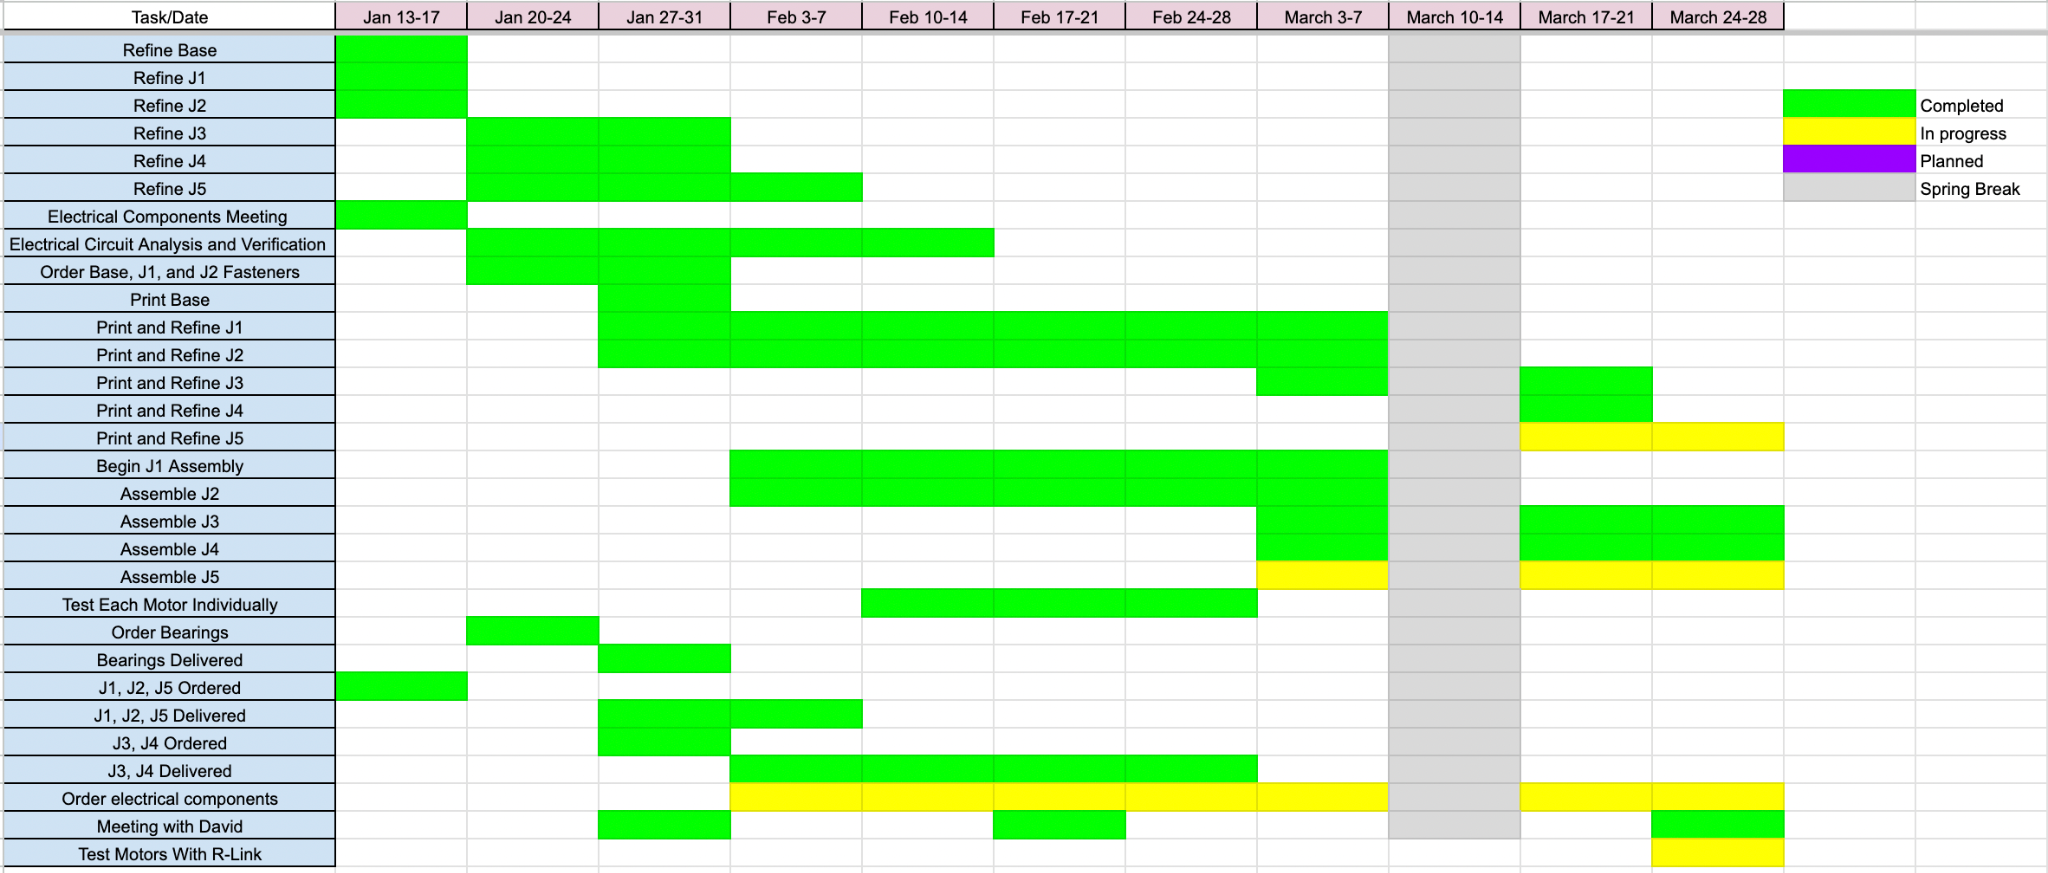 Task/Date Jan 13-17 Jan 20-24 Jan 27-31 Feb 3-7 Feb 10-14 Feb 17-21 Feb 24-28 March 3-7 March 10-14 March 17-21 March 24-28
Refine Base
Refine J1
Refine J2 Completed
Refine J3 In progress
Refine J4 Planned
Refine J5 Spring Break
Electrical Components Meeting
Electrical Circuit Analysis and Verification
Order Base, J1, and J2 Fasteners
Print Base
Print and Refine J1
Print and Refine J2
Print and Refine J3
Print and Refine J4
Print and Refine J5
Begin J1 Assembly
Assemble J2
Assemble J3
Assemble J4
Assemble J5
Test Each Motor Individually
Order Bearings
Bearings Delivered
J1, J2, J5 Ordered
J1, J2, J5 Delivered
J3, J4 Ordered
J3, J4 Delivered
Order electrical components
Meeting with David
Test Motors With R-Link